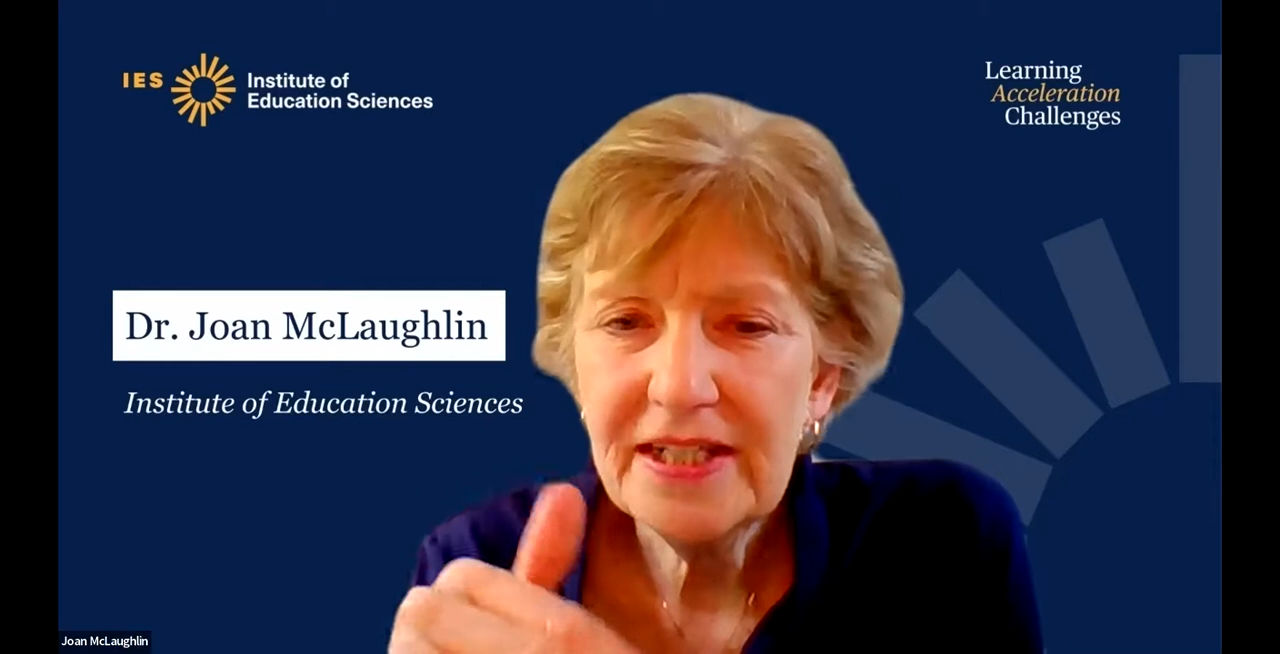 IES
Institute of
Education Sciences
Learning
Acceleration
Challenges
Dr. Joan McLaughlin
Institute of Education Sciences
Joan McLaughlin